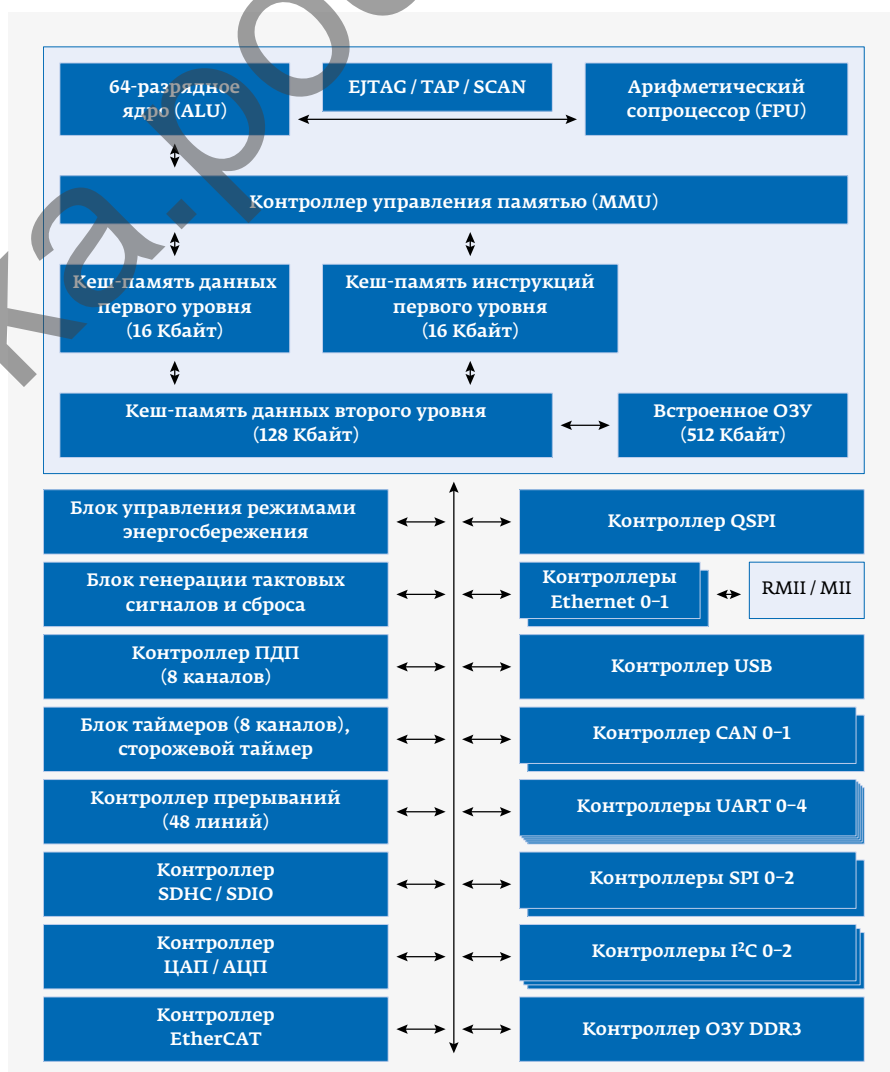 64-разрядное
ядро (ALU)
EJTAG / TAP / SCAN
Арифметический
сопроцессор (FPU)
Контроллер управления памятью (MMU)
Кеш-память данных
первого уровня
(16 Кбайт)
Кеш-память инструкций
первого уровня
(16 Кбайт)
Кеш-память данных второго уровня
(128 Кбайт)
Встроенное ОЗУ
(512 Кбайт)
Блок управления режимами
энергосбережения
Контроллер QSPI
Блок генерации тактовых
сигналов и сброса
Контроллеры
Ethernet 0–1
RMII / MII
Контроллер ПДП
(8 каналов)
Контроллер USB
Блок таймеров (8 каналов),
сторожевой таймер
Контроллер CAN 0–1
Контроллер прерываний
(48 линий)
Контроллеры UART 0–4
Контроллер
SDHC / SDIO
Контроллеры SPI 0–2
Контроллер
ЦАП / АЦП
Контроллеры I²C 0–2
Контроллер
EtherCAT
Контроллер ОЗУ DDR3